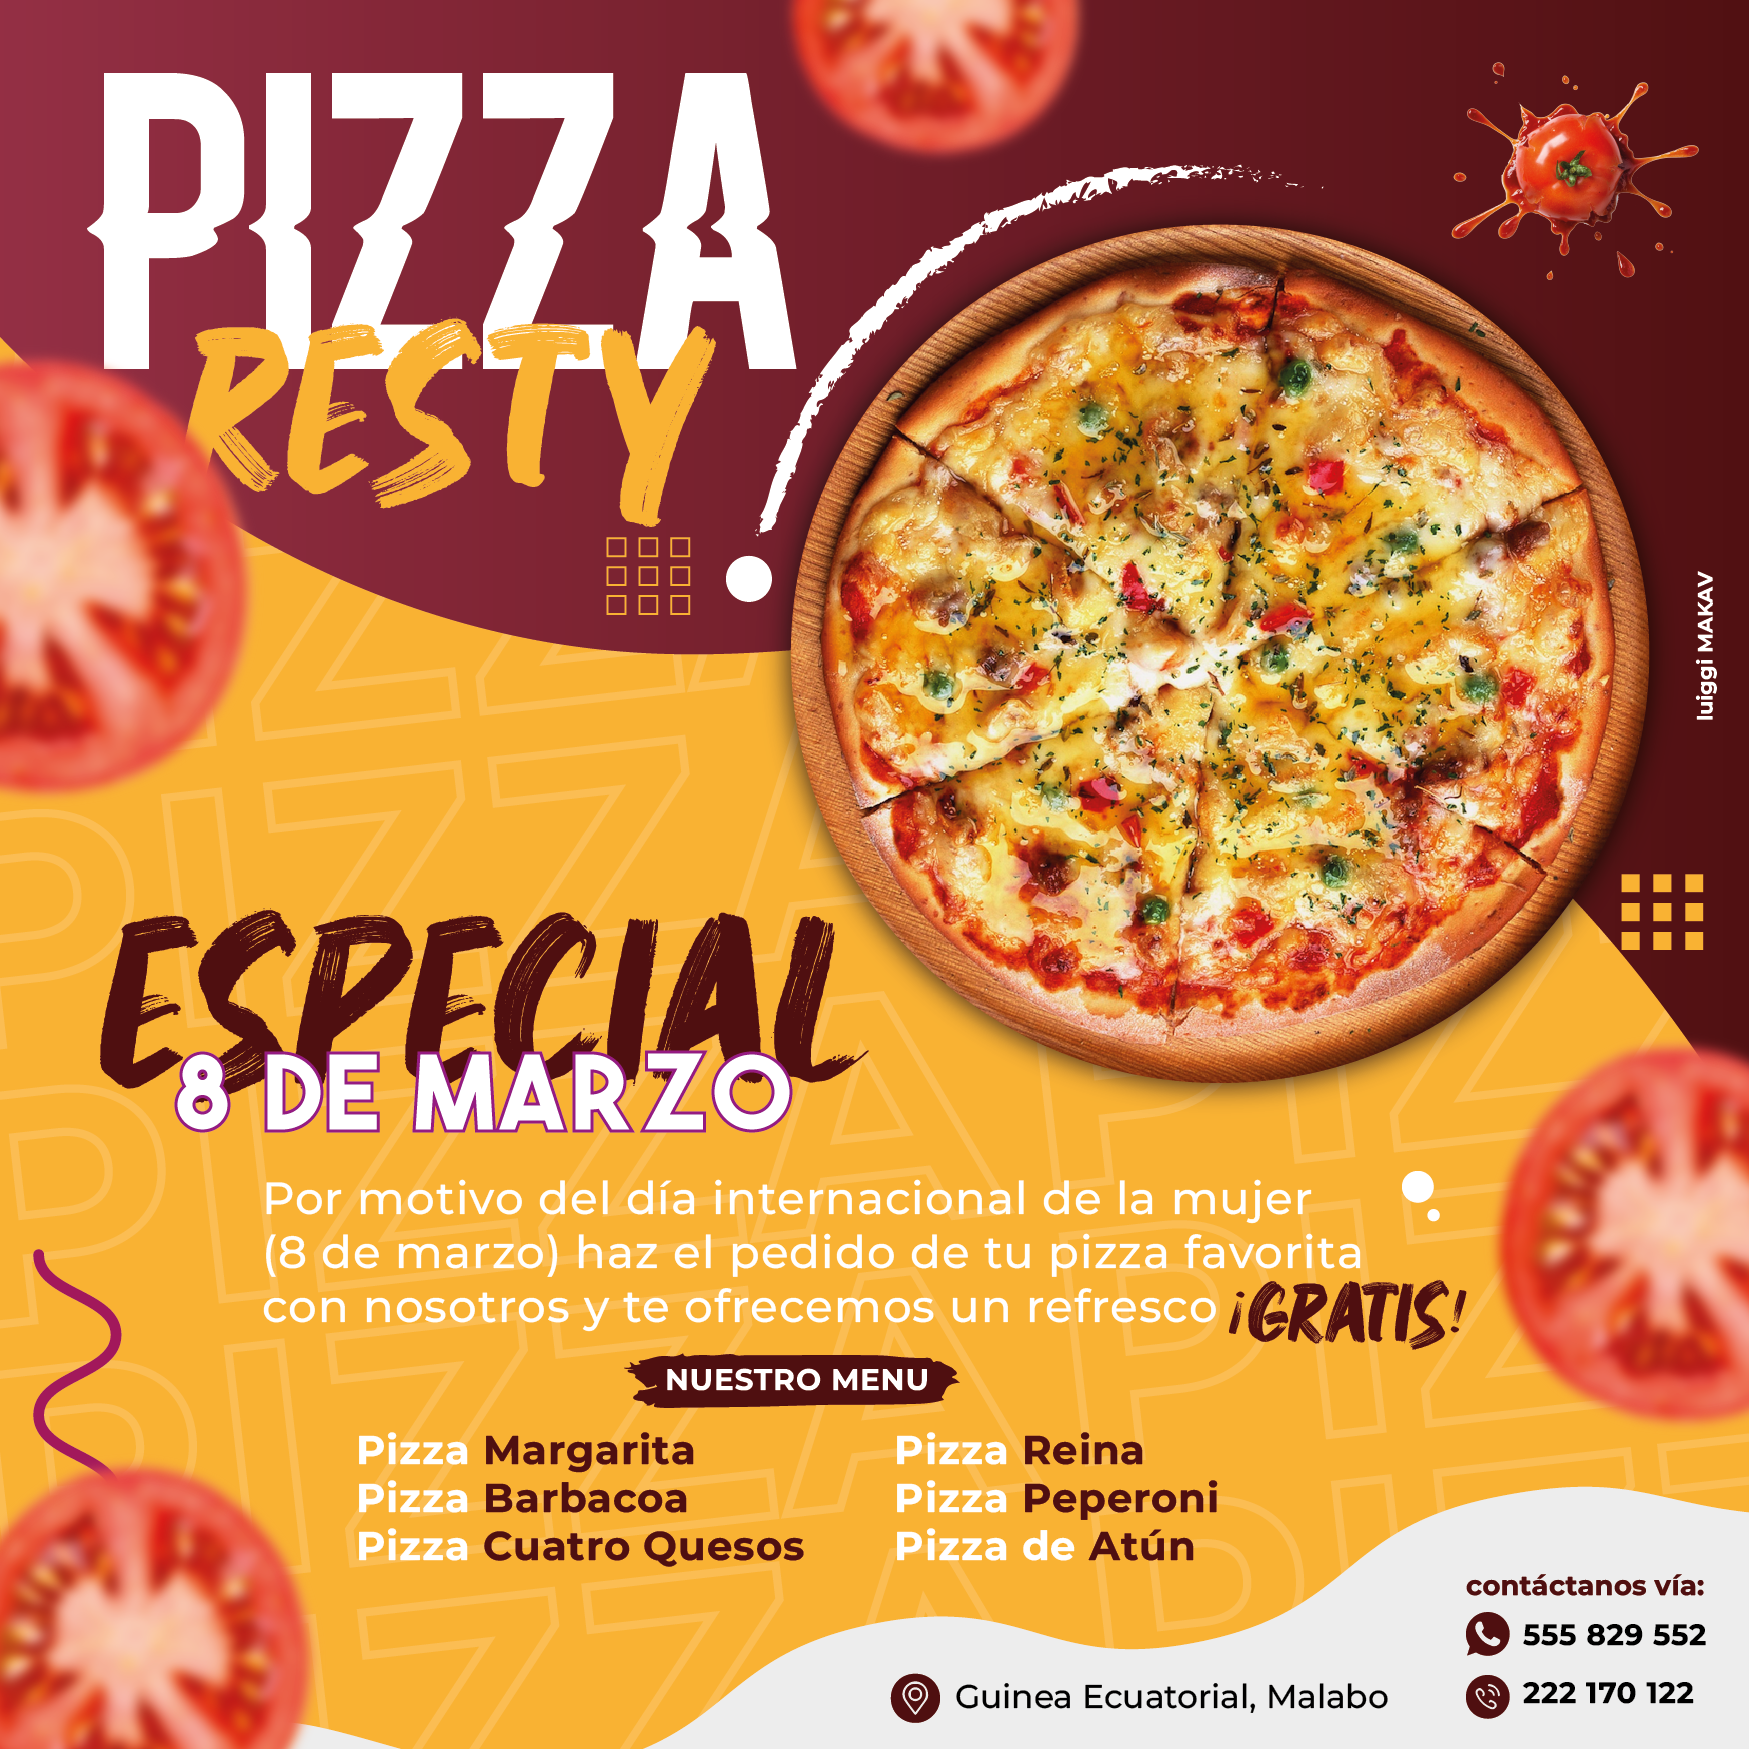 PIZZA
RESTY
luiggi MAKAV
ESPECIAL
8 DE MARZO
Por motivo del día internacional de la mujer
(8 de marzo) haz el pedido de tu pizza favorita
con nosotros y te ofrecemos un refresco ¡GRATIS!
NUESTRO MENU
Pizza Margarita
Pizza Barbacoa
Pizza Cuatro Quesos
Pizza Reina
Pizza Peperoni
Pizza de Atún
contáctanos vía:
555 829 552
222 170 122
Guinea Ecuatorial, Malabo